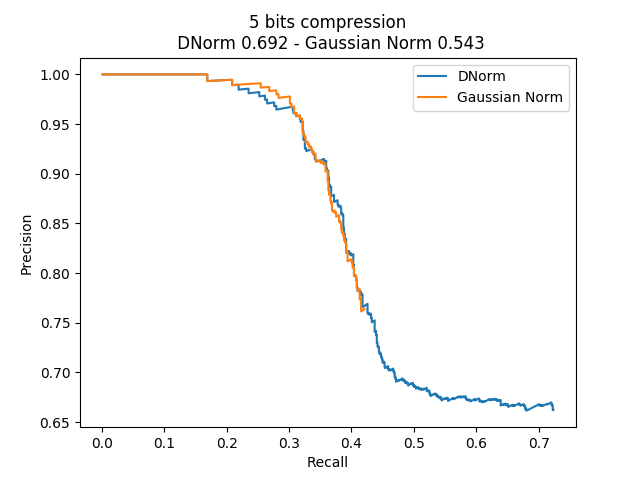 5 bits compression
DNorm 0.692 - Gaussian Norm 0.543
DNorm
Gaussian Norm
1.00
0.95
0.90
0.85
0.80
0.75
0.70
0.65
Precision
0.0
0.1
0.2
0.3
0.4
0.5
0.6
0.7
Recall